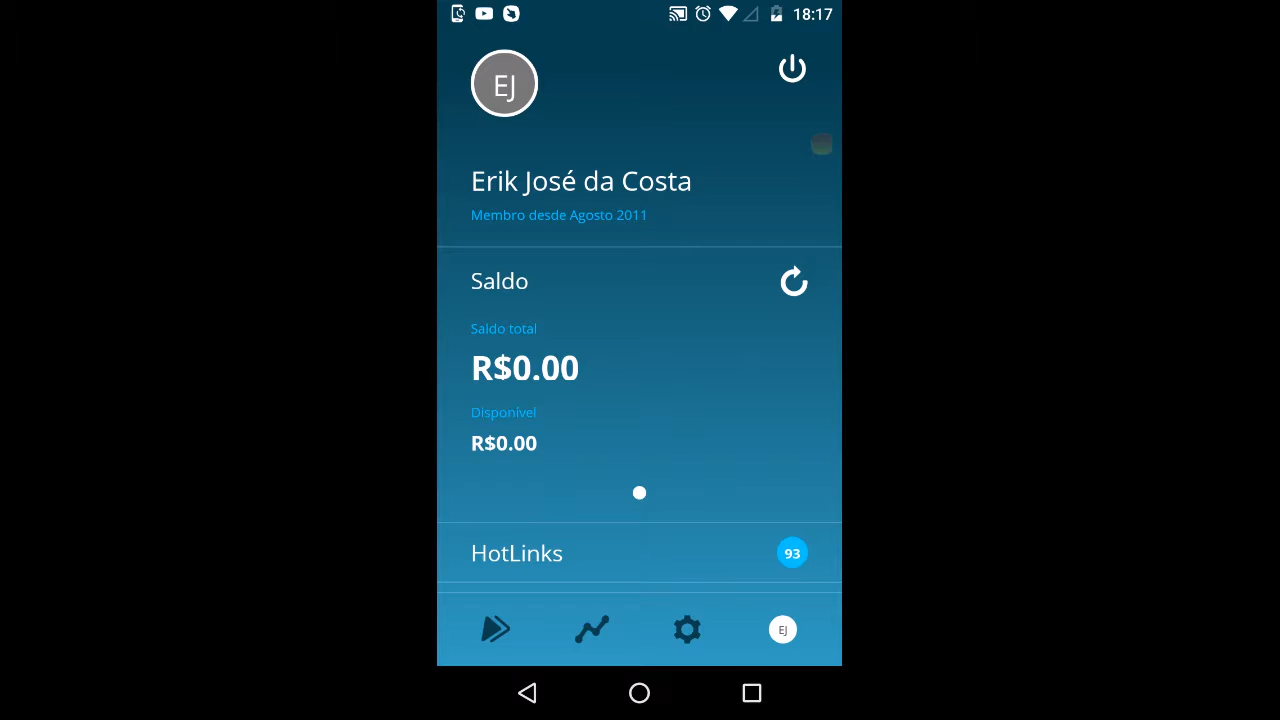 18:17
EJ
Erik José da Costa
Membro desde Agosto 2011
Saldo
Saldo total
R$0.00
Disponível
R$0.00
HotLinks
93
EJ